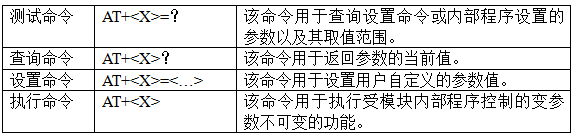 测试命令 AT+<X>=？ 该命令用于查询设置命令或内部程序设置的
参数以及其取值范围。
查询命令 AT+<X>？ 该命令用于返回参数的当前值。
设置命令 AT+<X>=<…> 该命令用于设置用户自定义的参数值。
执行命令 AT+<X> 该命令用于执行受模块内部程序控制的变参
数不可变的功能。